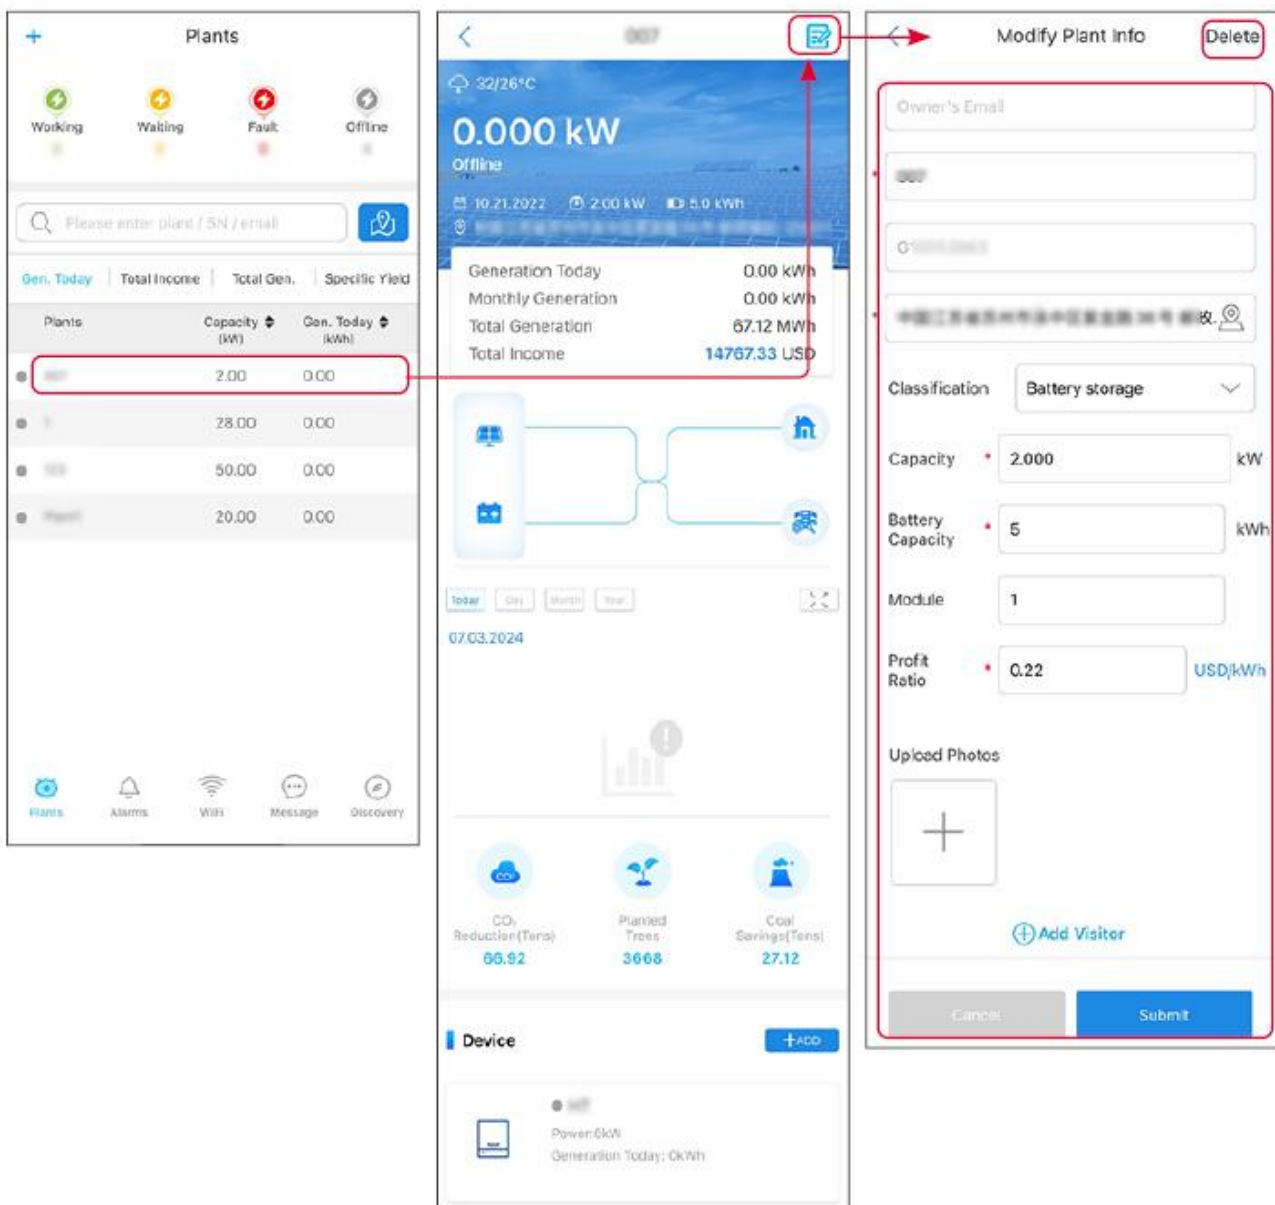 Plants
Working
Waiting
Fault
Offline
Please enter plant / SN / email
Gen. Today
Total Income
Total Gen.
Specific Yield
Plants
Capacity
(kW)
Gen. Today
(kWh)
2.00
0.00
28.00
0.00
50.00
0.00
20.00
0.00
Plants
Alarms
WiFi
Message
Discovery
007
32/26°C
0.000 kW
Offline
10.21.2022
2.00 kW
5.0 kWh
Generation Today 0.00 kWh
Monthly Generation 0.00 kWh
Total Generation 67.12 MWh
Total Income 14767.33 USD
Today
Day
Month
Year
07.03.2024
CO₂
Reduction(Tons)
66.92
Planted
Trees
3668
Coal
Savings(Tons)
27.12
Device
+ADD
Power:0kW
Generation Today: 0kWh
Modify Plant Info
Delete
Owner's Email
* 007
*
Classification
Battery storage
Capacity * 2.000 kW
Battery
Capacity
* 5 kWh
Module 1
Profit
Ratio
* 0.22 USD/kWh
Upload Photos
Add Visitor
Cancel
Submit